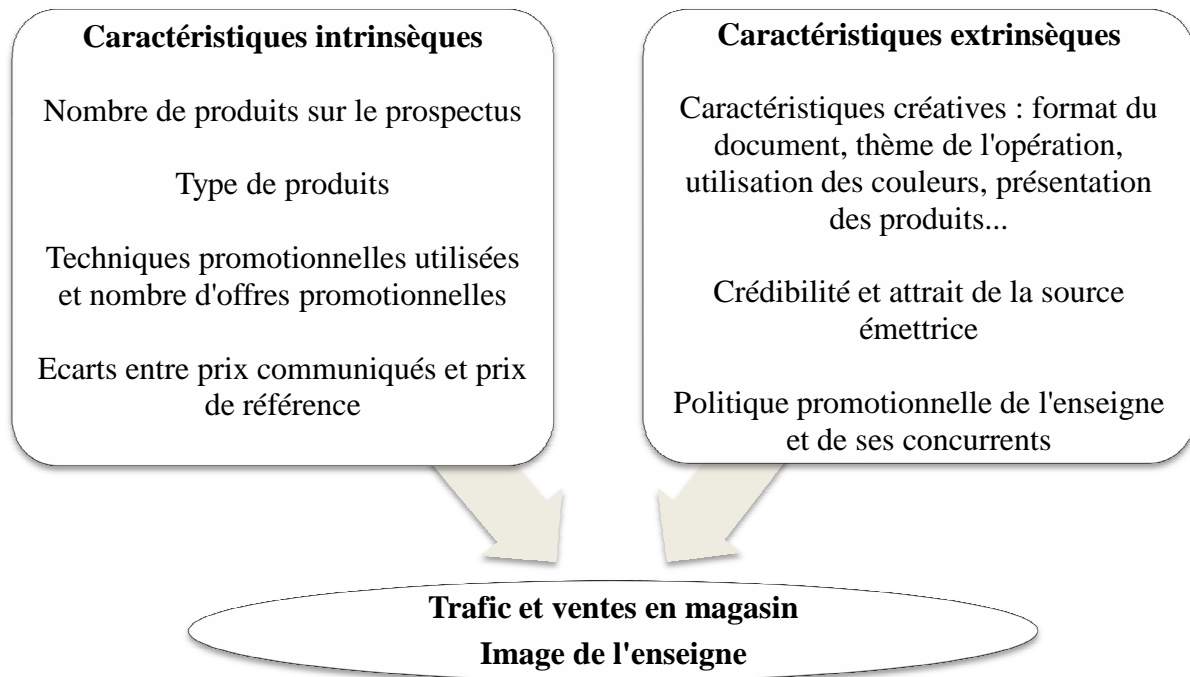 Caractéristiques intrinsèques
Nombre de produits sur le prospectus
Type de produits
Techniques promotionnelles utilisées
et nombre d'offres promotionnelles
Ecarts entre prix communiqués et prix
de référence
Caractéristiques extrinsèques
Caractéristiques créatives : format du
document, thème de l'opération,
utilisation des couleurs, présentation
des produits...
Crédibilité et attrait de la source
émettrice
Politique promotionnelle de l'enseigne
et de ses concurrents
Trafic et ventes en magasin
Image de l'enseigne